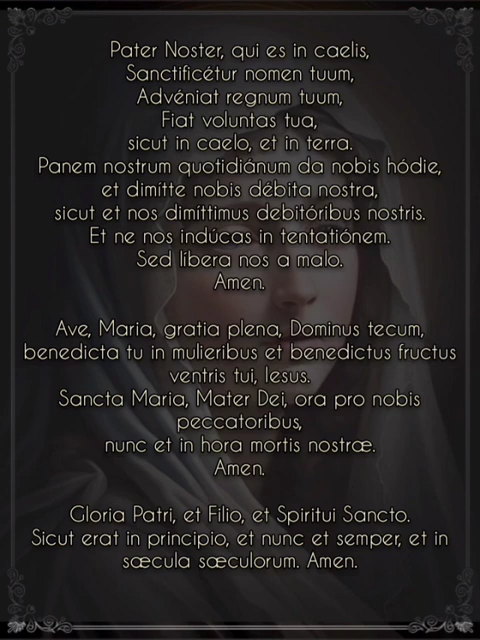 Pater Noster, qui es in caelis,
Sanctificétur nomen tuum,
Advéniat regnum tuum,
Fiat voluntas tua,
sicut in caelo, et in terra.
Panem nostrum quotidiánum da nobis hódie,
et dimítte nobis débita nostra,
sicut et nos dimíttimus debitóribus nostris.
Et ne nos indúcas in tentatiónem.
Sed líbera nos a malo.
Amen.

Ave, Maria, gratia plena, Dominus tecum,
benedicta tu in mulieribus et benedictus fructus
ventris tui, Iesus.
Sancta Maria, Mater Dei, ora pro nobis
peccatoribus,
nunc et in hora mortis nostræ.
Amen.

Gloria Patri, et Filio, et Spiritui Sancto.
Sicut erat in principio, et nunc et semper, et in
sæcula sæculorum. Amen.